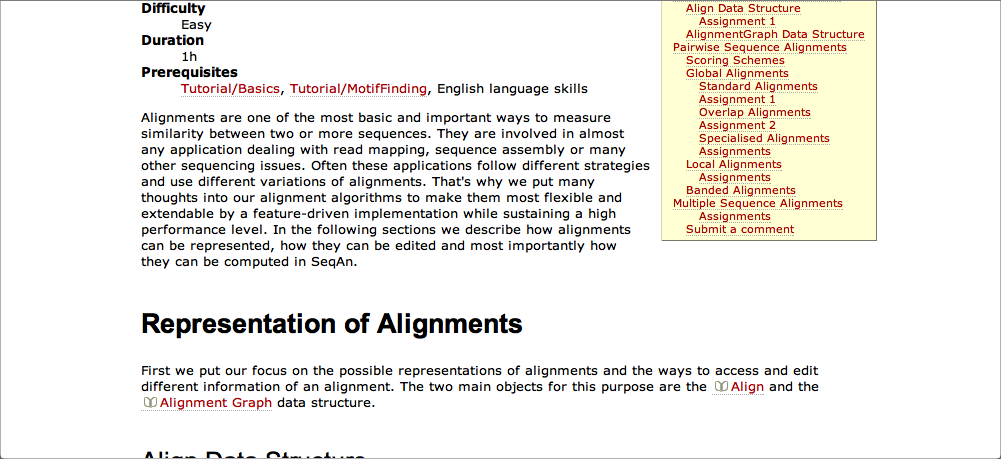 Difficulty
Easy
Duration
1h
Prerequisites
Tutorial/Basics, Tutorial/MotifFinding, English language skills
Alignments are one of the most basic and important ways to measure
similarity between two or more sequences. They are involved in almost
any application dealing with read mapping, sequence assembly or many
other sequencing issues. Often these applications follow different strategies
and use different variations of alignments. That's why we put many
thoughts into our alignment algorithms to make them most flexible and
extendable by a feature-driven implementation while sustaining a high
performance level. In the following sections we describe how alignments
can be represented, how they can be edited and most importantly how
they can be computed in SeqAn.
Align Data Structure
Assignment 1
AlignmentGraph Data Structure
Pairwise Sequence Alignments
Scoring Schemes
Global Alignments
Standard Alignments
Assignment 1
Overlap Alignments
Assignment 2
Specialised Alignments
Assignments
Local Alignments
Assignments
Banded Alignments
Multiple Sequence Alignments
Assignments
Submit a comment
Representation of Alignments
First we put our focus on the possible representations of alignments and the ways to access and edit
different information of an alignment. The two main objects for this purpose are the Align and the
Alignment Graph data structure.
Align Data Structure